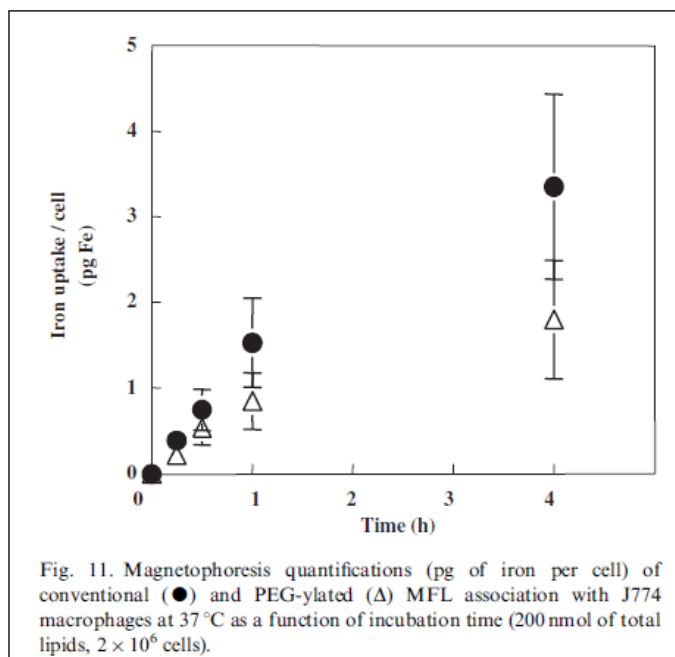 5
4
3
2
1
0
Iron uptake / cell
(pg Fe)
0 1 2 3 4
Time (h)
Fig. 11. Magnetophoresis quantifications (pg of iron per cell) of
conventional (●) and PEG-ylated (Δ) MFL association with J774
macrophages at 37 °C as a function of incubation time (200 nmol of total
lipids, 2 × 10⁶ cells).